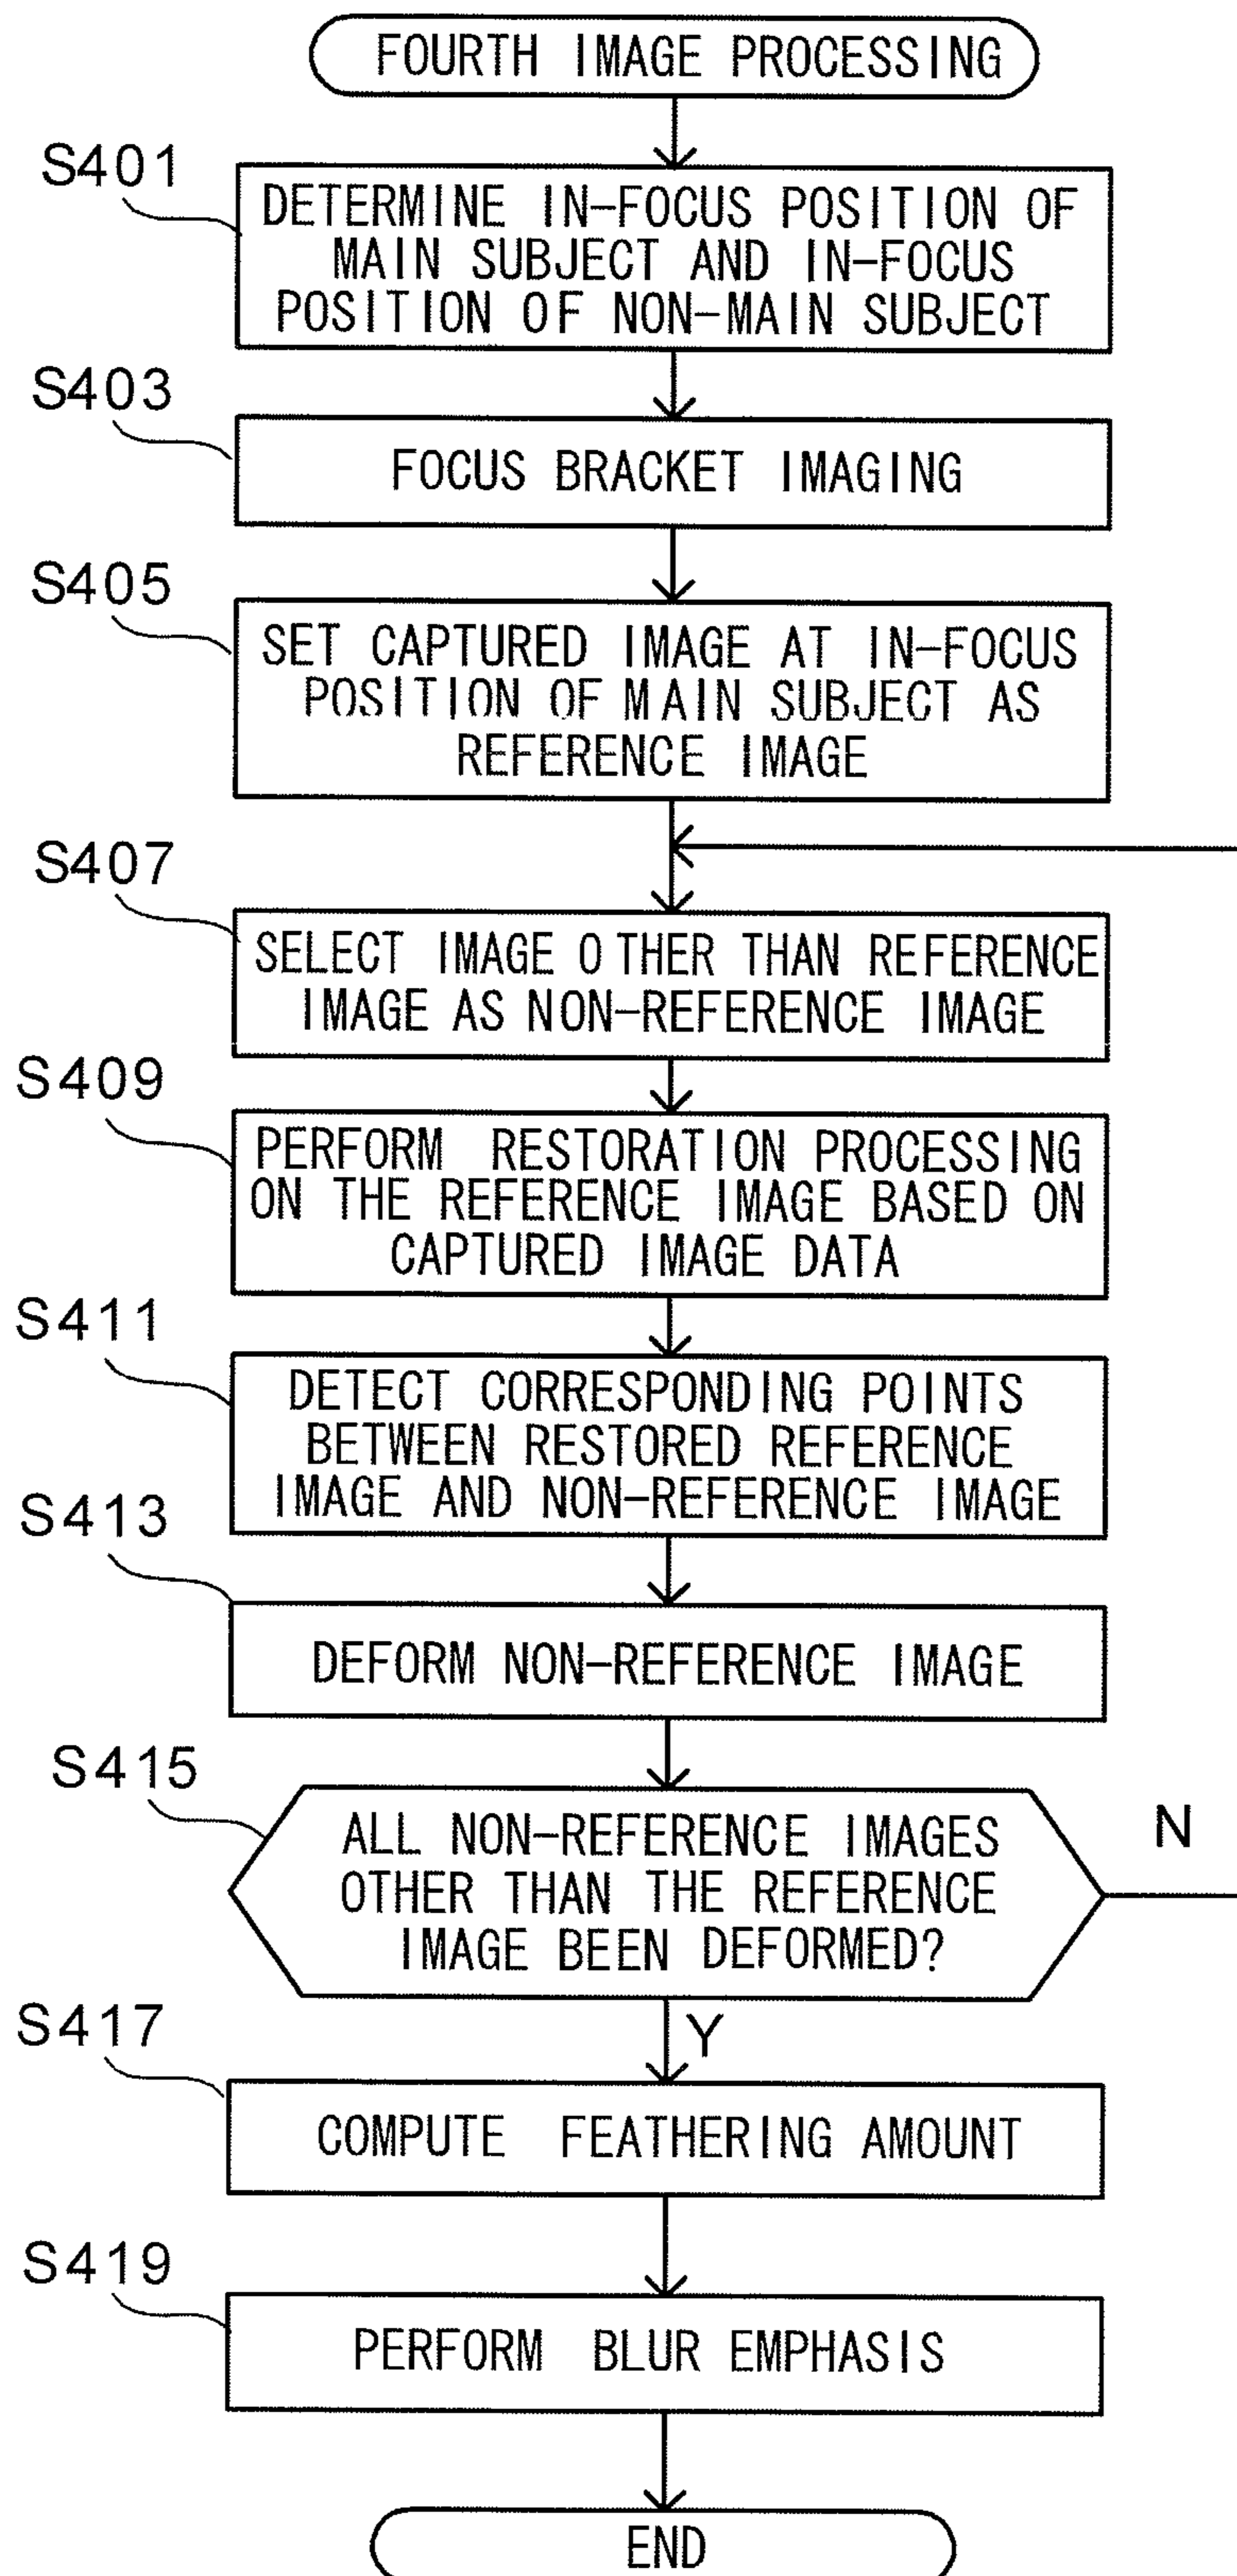 FOURTH IMAGE PROCESSING
S401
DETERMINE IN-FOCUS POSITION OF
MAIN SUBJECT AND IN-FOCUS
POSITION OF NON-MAIN SUBJECT
S403
FOCUS BRACKET IMAGING
S405
SET CAPTURED IMAGE AT IN-FOCUS
POSITION OF MAIN SUBJECT AS
REFERENCE IMAGE
S407
SELECT IMAGE OTHER THAN REFERENCE
IMAGE AS NON-REFERENCE IMAGE
S409
PERFORM RESTORATION PROCESSING
ON THE REFERENCE IMAGE BASED ON
CAPTURED IMAGE DATA
S411
DETECT CORRESPONDING POINTS
BETWEEN RESTORED REFERENCE
IMAGE AND NON-REFERENCE IMAGE
S413
DEFORM NON-REFERENCE IMAGE
S415
ALL NON-REFERENCE IMAGES
OTHER THAN THE REFERENCE
IMAGE BEEN DEFORMED?
N
Y
S417
COMPUTE FEATHERING AMOUNT
S419
PERFORM BLUR EMPHASIS
END